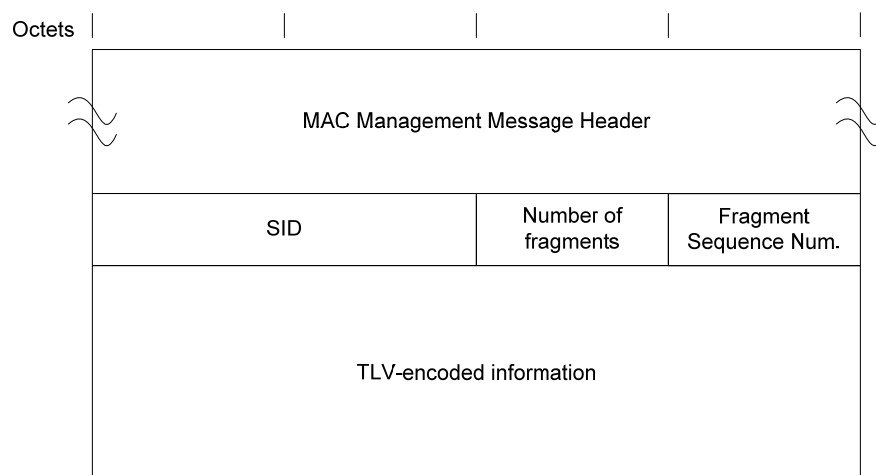 Octets
MAC Management Message Header
SID
Number of
fragments
Fragment
Sequence Num.
TLV-encoded information